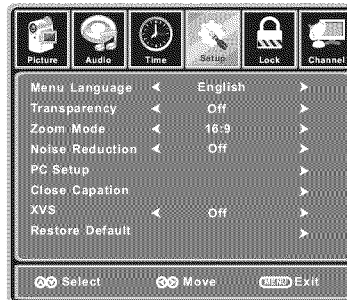 Picture Audio Time Setup Lock Channel
Menu Language English
Transparency Off
Zoom Mode 16:9
Noise Reduction Off
PC Setup
Close Capation
XVS Off
Restore Default
Select Move MENU Exit